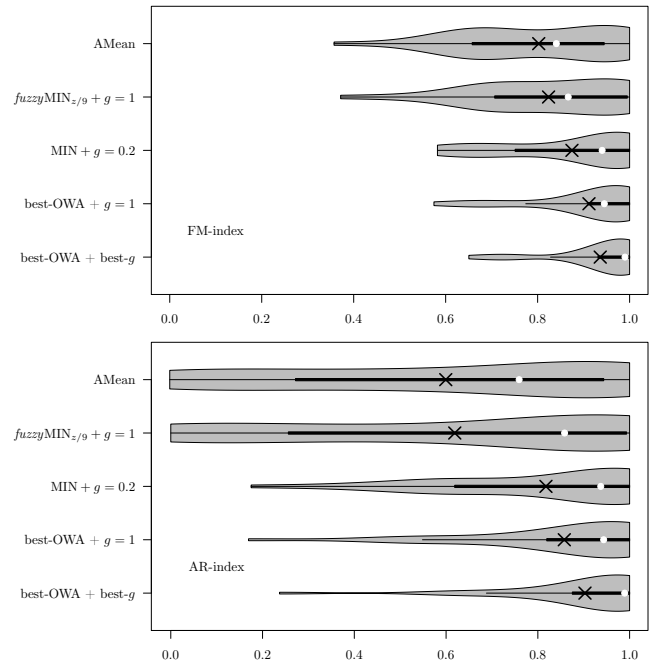 AMean
fuzzyMIN_{z/9} + g = 1
MIN + g = 0.2
best-OWA + g = 1
FM-index
best-OWA + best-g
0.0 0.2 0.4 0.6 0.8 1.0
AMean
fuzzyMIN_{z/9} + g = 1
MIN + g = 0.2
best-OWA + g = 1
AR-index
best-OWA + best-g
0.0 0.2 0.4 0.6 0.8 1.0